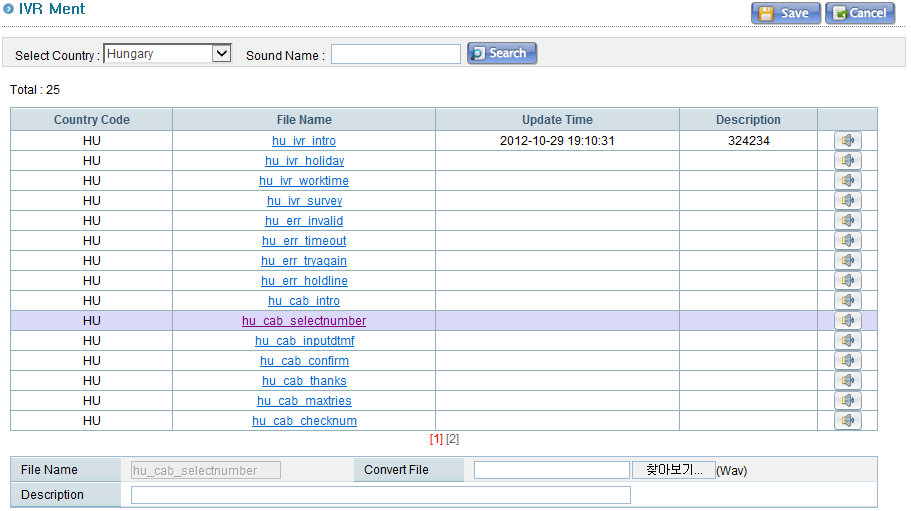 IVR Ment Save Cancel
Select Country : Hungary Sound Name : Search
Total : 25
Country Code File Name Update Time Description
HU hu_ivr_intro 2012-10-29 19:10:31 324234
HU hu_ivr_holiday
HU hu_ivr_worktime
HU hu_ivr_survey
HU hu_err_invalid
HU hu_err_timeout
HU hu_err_tryagain
HU hu_err_holdline
HU hu_cab_intro
HU hu_cab_selectnumber
HU hu_cab_inputdtmf
HU hu_cab_confirm
HU hu_cab_thanks
HU hu_cab_maxtries
HU hu_cab_checknum
[1] [2]
File Name hu_cab_selectnumber Convert File 찾아보기... (Wav)
Description